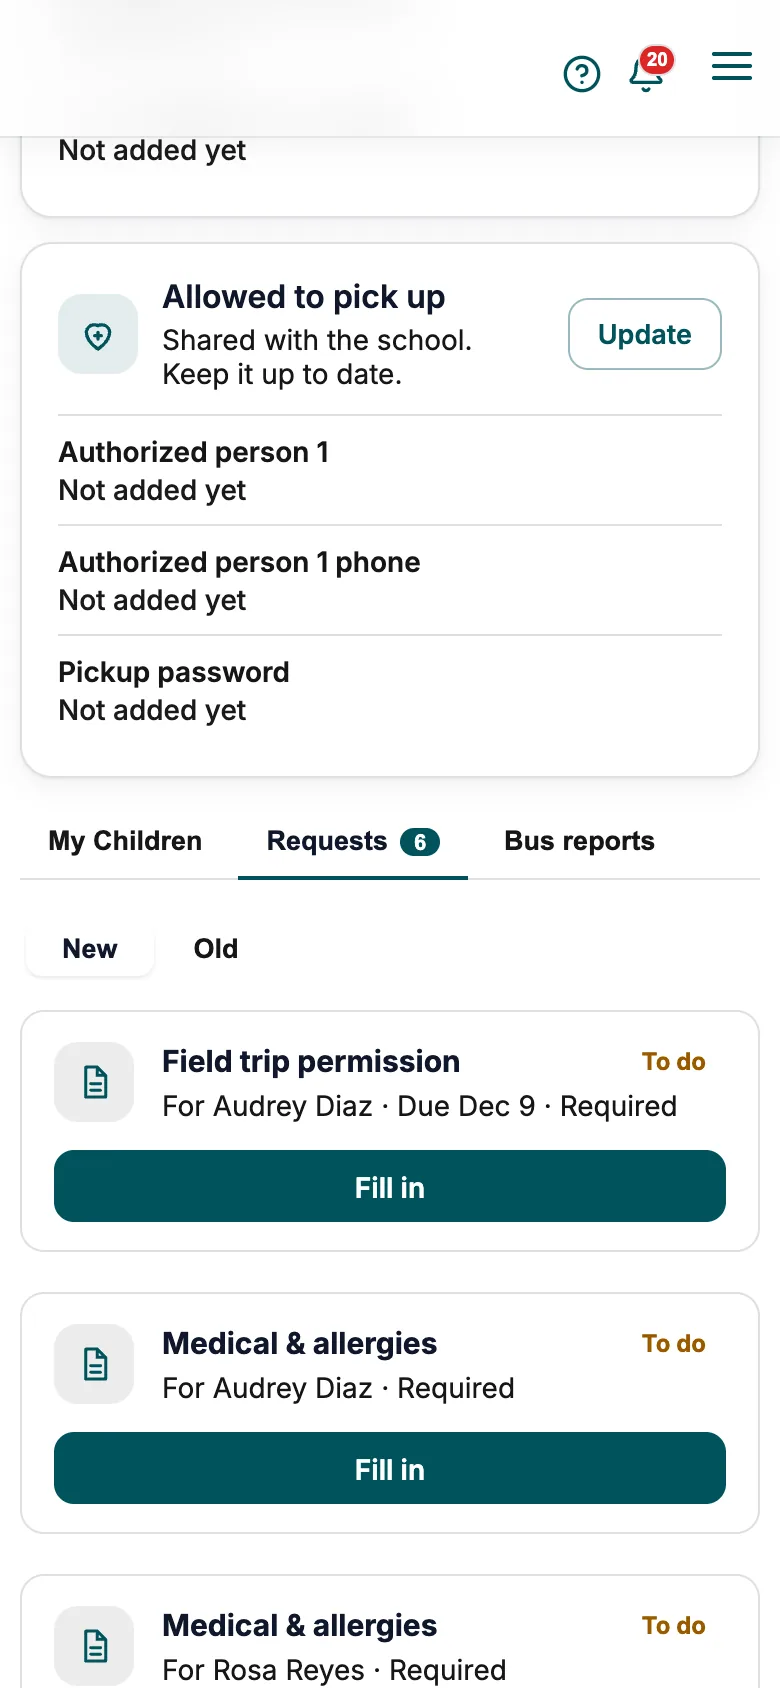 20
Not added yet
Allowed to pick up
Shared with the school.
Keep it up to date.
Update
Authorized person 1
Not added yet
Authorized person 1 phone
Not added yet
Pickup password
Not added yet
My Children
Requests 6
Bus reports
New
Old
Field trip permission
To do
For Audrey Diaz · Due Dec 9 · Required
Fill in
Medical & allergies
To do
For Audrey Diaz · Required
Fill in
Medical & allergies
To do
For Rosa Reyes · Required